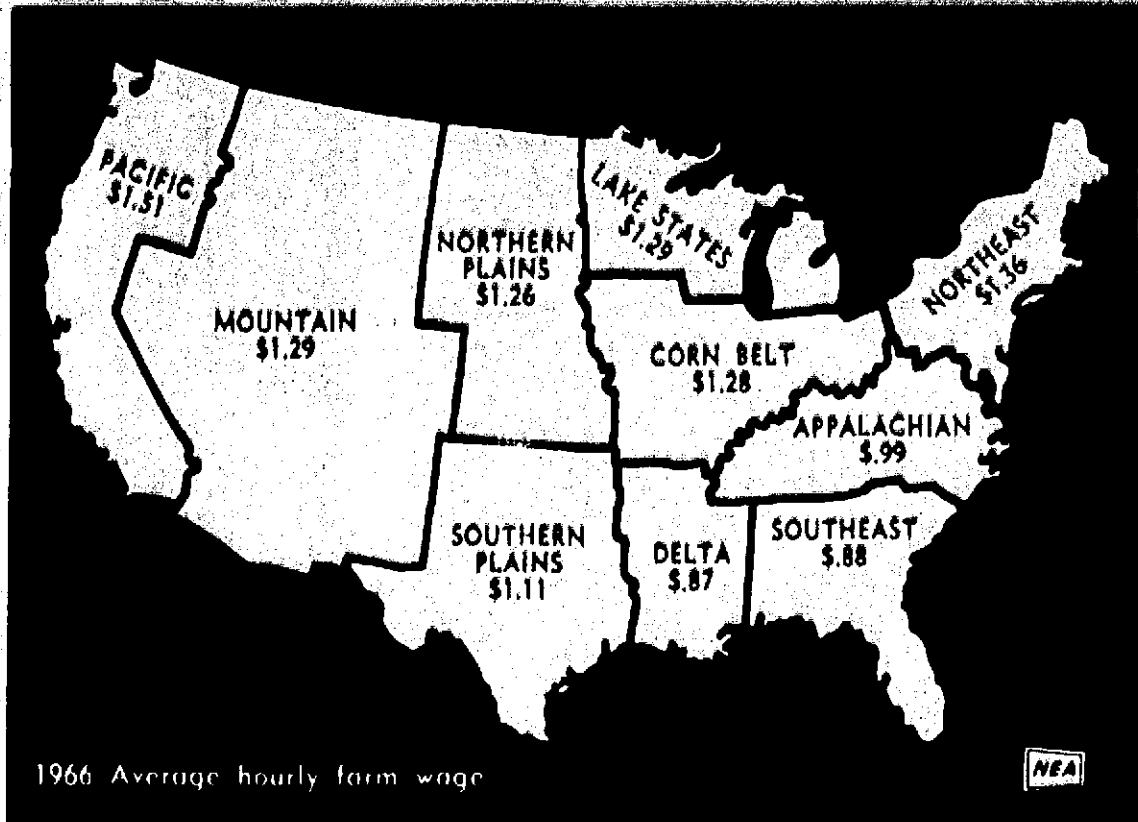 PACIFIC
$1.51
MOUNTAIN
$1.29
NORTHERN
PLAINS
$1.26
LAKE STATES
$1.29
NORTHEAST
$1.36
CORN BELT
$1.28
APPALACHIAN
$.99
SOUTHERN
PLAINS
$1.11
DELTA
$.87
SOUTHEAST
$.88
1966 Average hourly farm wage
NEA